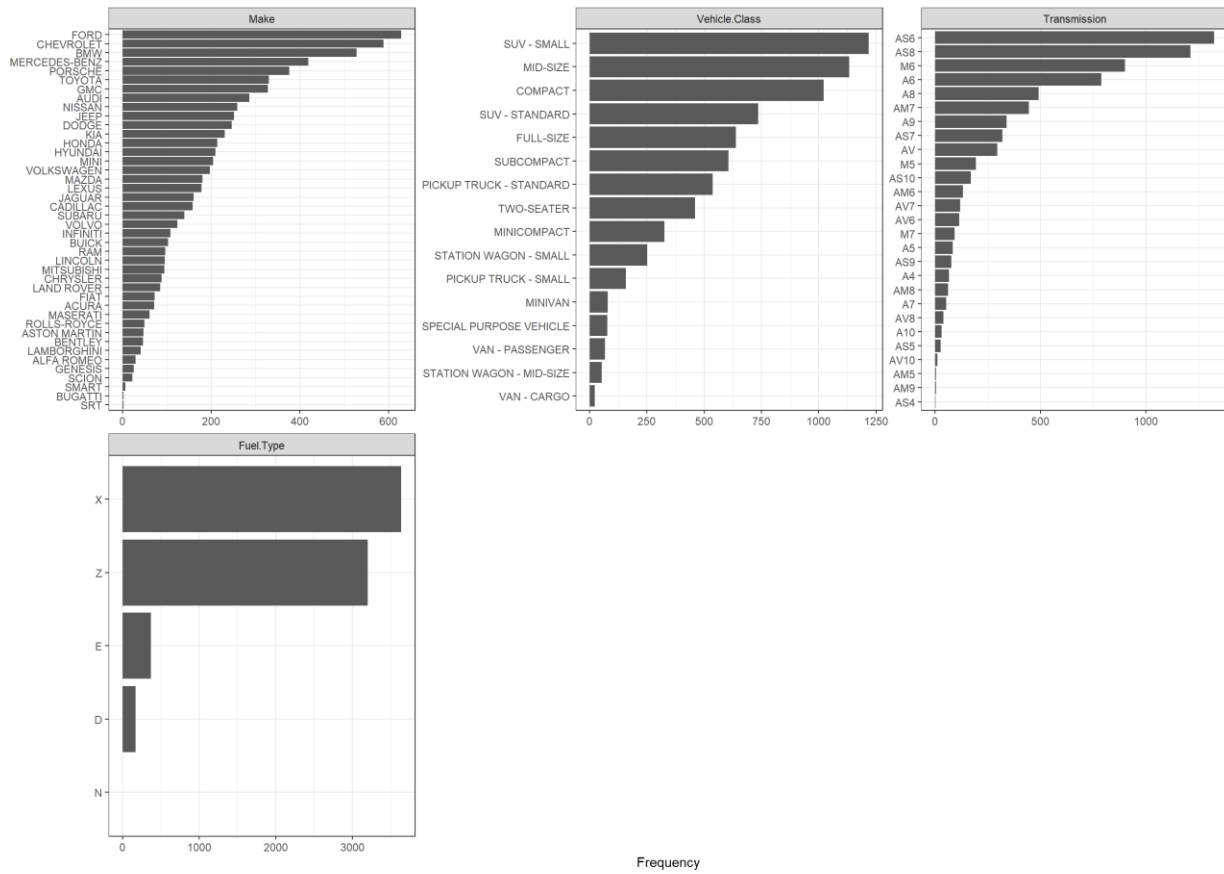 Make
FORD
CHEVROLET
BMW
MERCEDES-BENZ
PORSCHE
TOYOTA
GMC
AUDI
NISSAN
JEEP
DODGE
KIA
HONDA
HYUNDAI
MINI
VOLKSWAGEN
MAZDA
LEXUS
JAGUAR
CADILLAC
SUBARU
VOLVO
INFINITI
BUICK
RAM
LINCOLN
MITSUBISHI
CHRYSLER
LAND ROVER
FIAT
ACURA
MASERATI
ROLLS-ROYCE
ASTON MARTIN
BENTLEY
LAMBORGHINI
ALFA ROMEO
GENESIS
SCION
SMART
BUGATTI
SRT
0 200 400 600
Vehicle.Class
SUV - SMALL
MID-SIZE
COMPACT
SUV - STANDARD
FULL-SIZE
SUBCOMPACT
PICKUP TRUCK - STANDARD
TWO-SEATER
MINICOMPACT
STATION WAGON - SMALL
PICKUP TRUCK - SMALL
MINIVAN
SPECIAL PURPOSE VEHICLE
VAN - PASSENGER
STATION WAGON - MID-SIZE
VAN - CARGO
0 250 500 750 1000 1250
Transmission
AS6
AS8
M6
A6
A8
AM7
A9
AS7
AV
M5
AS10
AM6
AV7
AV6
M7
A5
AS9
A4
AM8
A7
AV8
A10
AS5
AV10
AM5
AM9
AS4
0 500 1000
Fuel.Type
X
Z
E
D
N
0 1000 2000 3000
Frequency